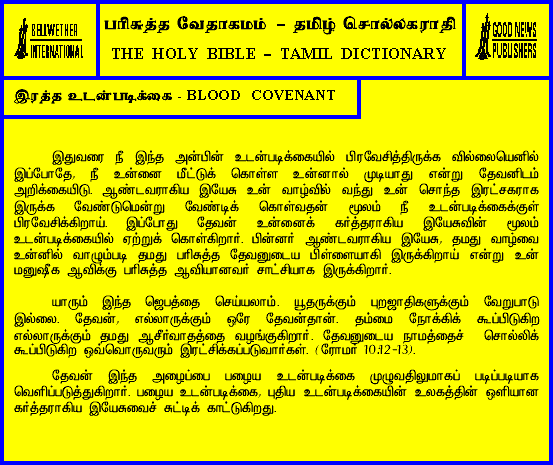 BELLWETHER
INTERNATIONAL
பரிசுத்த வேதாகமம் – தமிழ் சொல்லகராதி
THE HOLY BIBLE – TAMIL DICTIONARY
GOOD NEWS
PUBLISHERS
இரத்த உடன்படிக்கை - BLOOD COVENANT
இதுவரை நீ இந்த அன்பின் உடன்படிக்கையில் பிரவேசித்திருக்க வில்லையெனில்
இப்போதே, நீ உன்னை மீட்டுக் கொள்ள உன்னால் முடியாது என்று தேவனிடம்
அறிக்கையிடு. ஆண்டவராகிய இயேசு உன் வாழ்வில் வந்து உன் சொந்த இரட்சகராக
இருக்க வேண்டுமென்று வேண்டிக் கொள்வதன் மூலம் நீ உடன்படிக்கைக்குள்
பிரவேசிக்கிறாய். இப்போது தேவன் உன்னைக் கர்த்தராகிய இயேசுவின் மூலம்
உடன்படிக்கையில் ஏற்றுக் கொள்கிறார். பின்னர் ஆண்டவராகிய இயேசு, தமது வாழ்வை
உன்னில் வாழும்படி தமது பரிசுத்த தேவனுடைய பிள்ளையாகி இருக்கிறாய் என்று உன்
மனுஷீக ஆவிக்கு பரிசுத்த ஆவியானவர் சாட்சியாக இருக்கிறார்.
யாரும் இந்த ஜெபத்தை செய்யலாம். யூதருக்கும் புறஜாதிகளுக்கும் வேறுபாடு
இல்லை. தேவன், எல்லாருக்கும் ஒரே தேவன்தான். தம்மை நோக்கிக் கூப்பிடுகிற
எல்லாருக்கும் தமது ஆசீர்வாதத்தை வழங்குகிறார். தேவனுடைய நாமத்தைச் சொல்லிக்
கூப்பிடுகிற ஒவ்வொருவரும் இரட்சிக்கப்படுவார்கள். (ரோமர் 10:12-13).
தேவன் இந்த அழைப்பை பழைய உடன்படிக்கை முழுவதிலுமாகப் படிப்படியாக
வெளிப்படுத்துகிறார். பழைய உடன்படிக்கை, புதிய உடன்படிக்கையின் உலகத்தின் ஒளியான
கர்த்தராகிய இயேசுவைச் சுட்டிக் காட்டுகிறது.